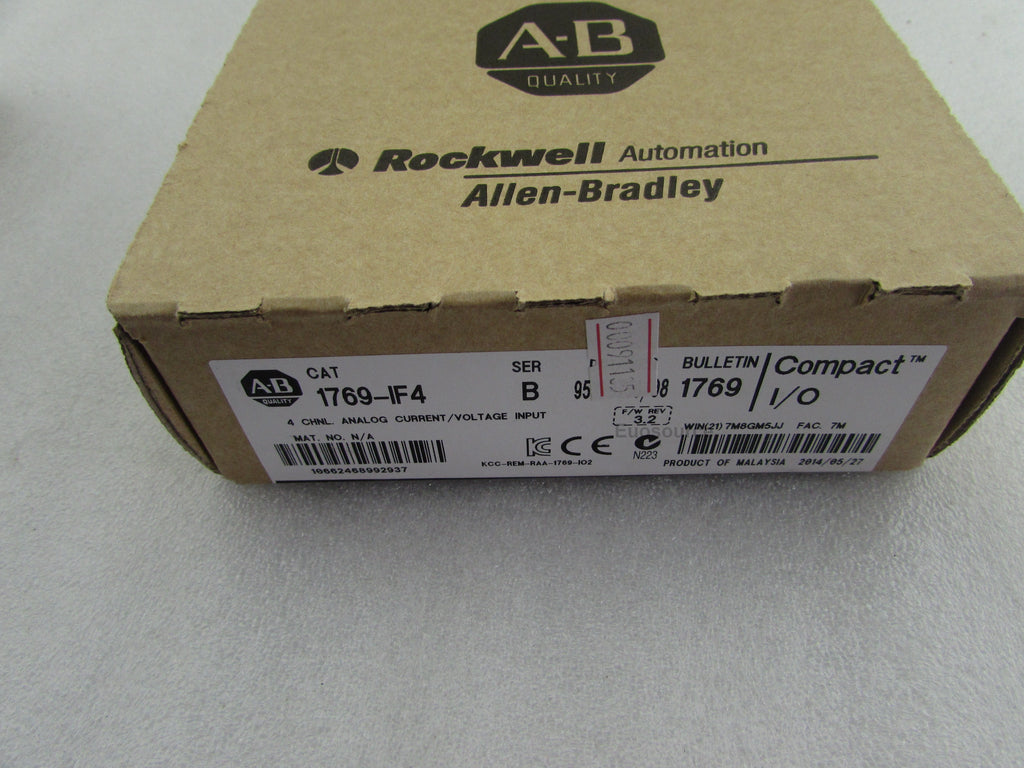 A-B
QUALITY
Rockwell Automation
Allen-Bradley
A-B
QUALITY
CAT
1769-IF4
SER
B
BULLETIN
1769
Compact™
I/O
4 CHNL. ANALOG CURRENT/VOLTAGE INPUT
F/W REV
3.2
MAT. NO. N/A
10662468992937
KCC-REM-RAA-1769-IO2
CE
N223
WIN(21) 7M8GM5JJ FAC. 7M
PRODUCT OF MALAYSIA 2014/05/27